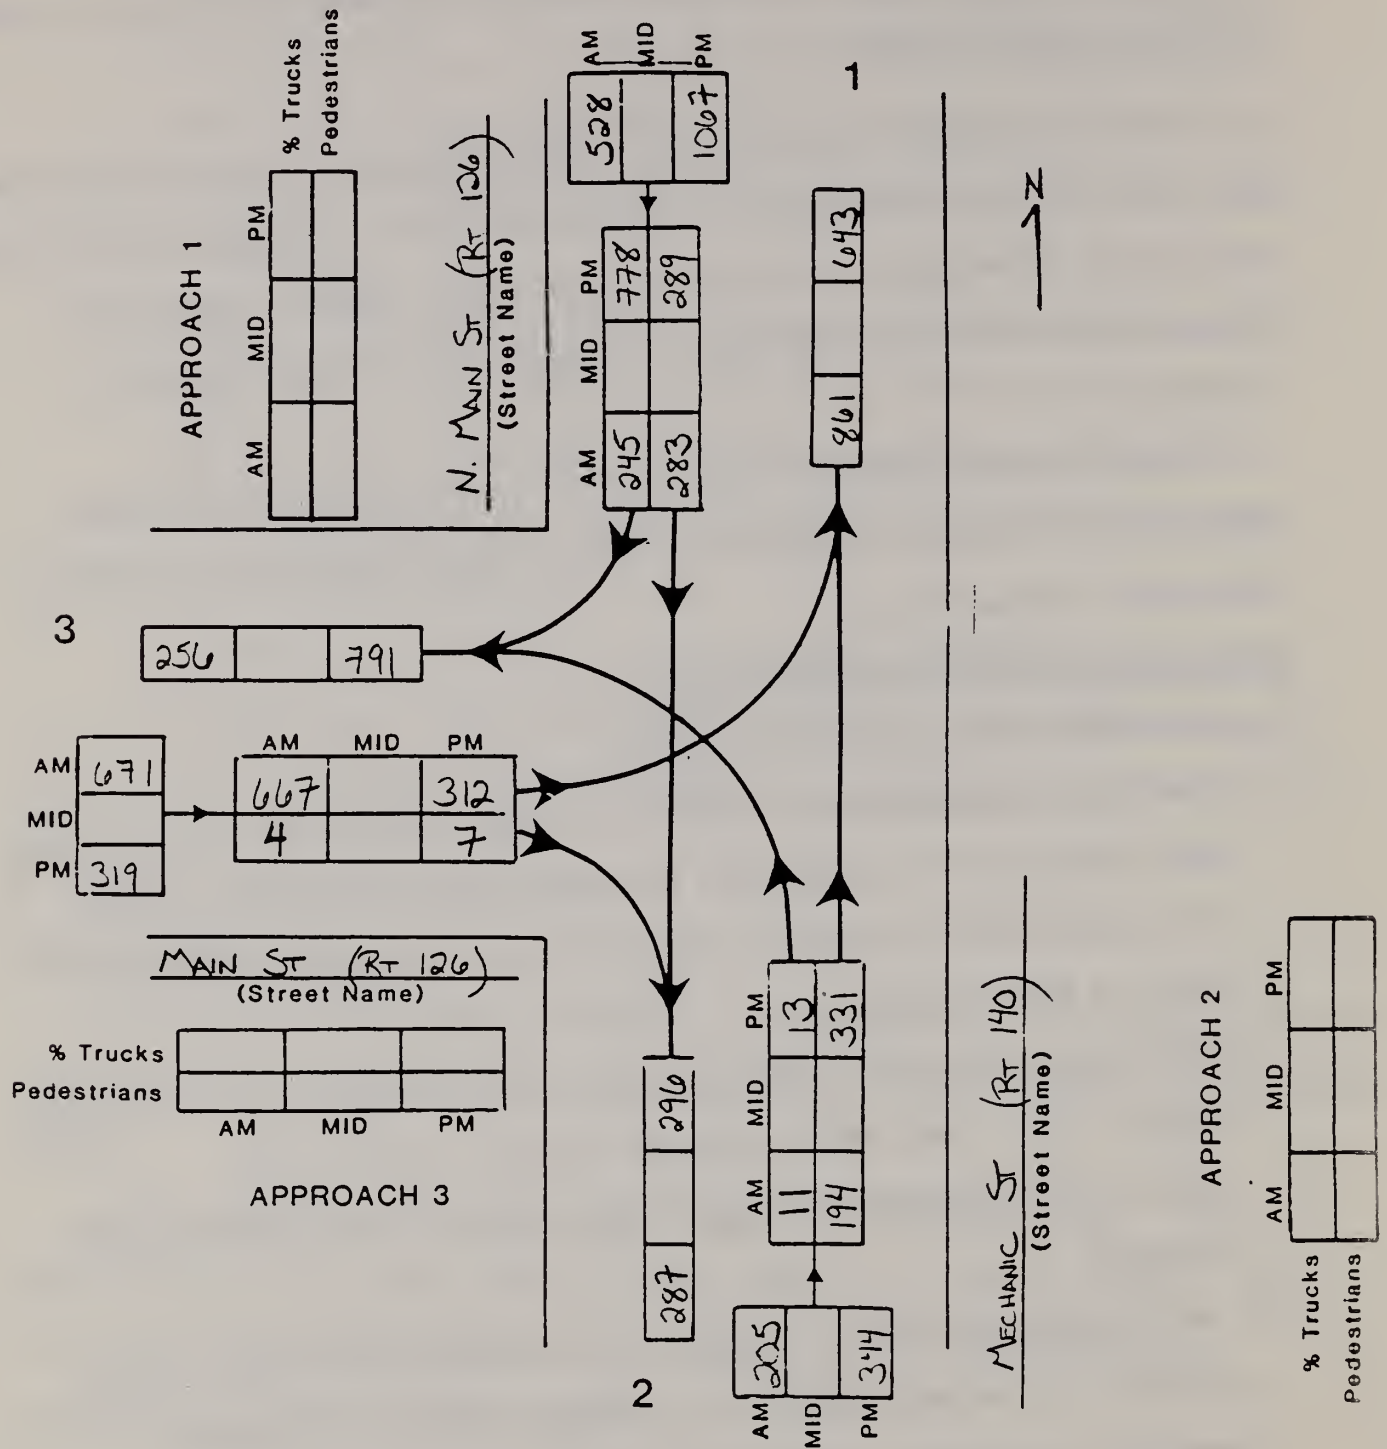 APPROACH 1
AM MID PM
% Trucks
Pedestrians
N. MAIN ST (RT 126)
(Street Name)
AM MID PM
528 1067
AM MID PM
245 778
283 289
1
861 643
N
3
256 791
AM 671
MID
PM 319
AM MID PM
667 312
4 7
MAIN ST (RT 126)
(Street Name)
% Trucks
Pedestrians
AM MID PM
APPROACH 3
287 296
2
AM MID PM
11 13
194 331
AM 205
MID
PM 344
MECHANIC ST (RT 140)
(Street Name)
APPROACH 2
AM MID PM
% Trucks
Pedestrians